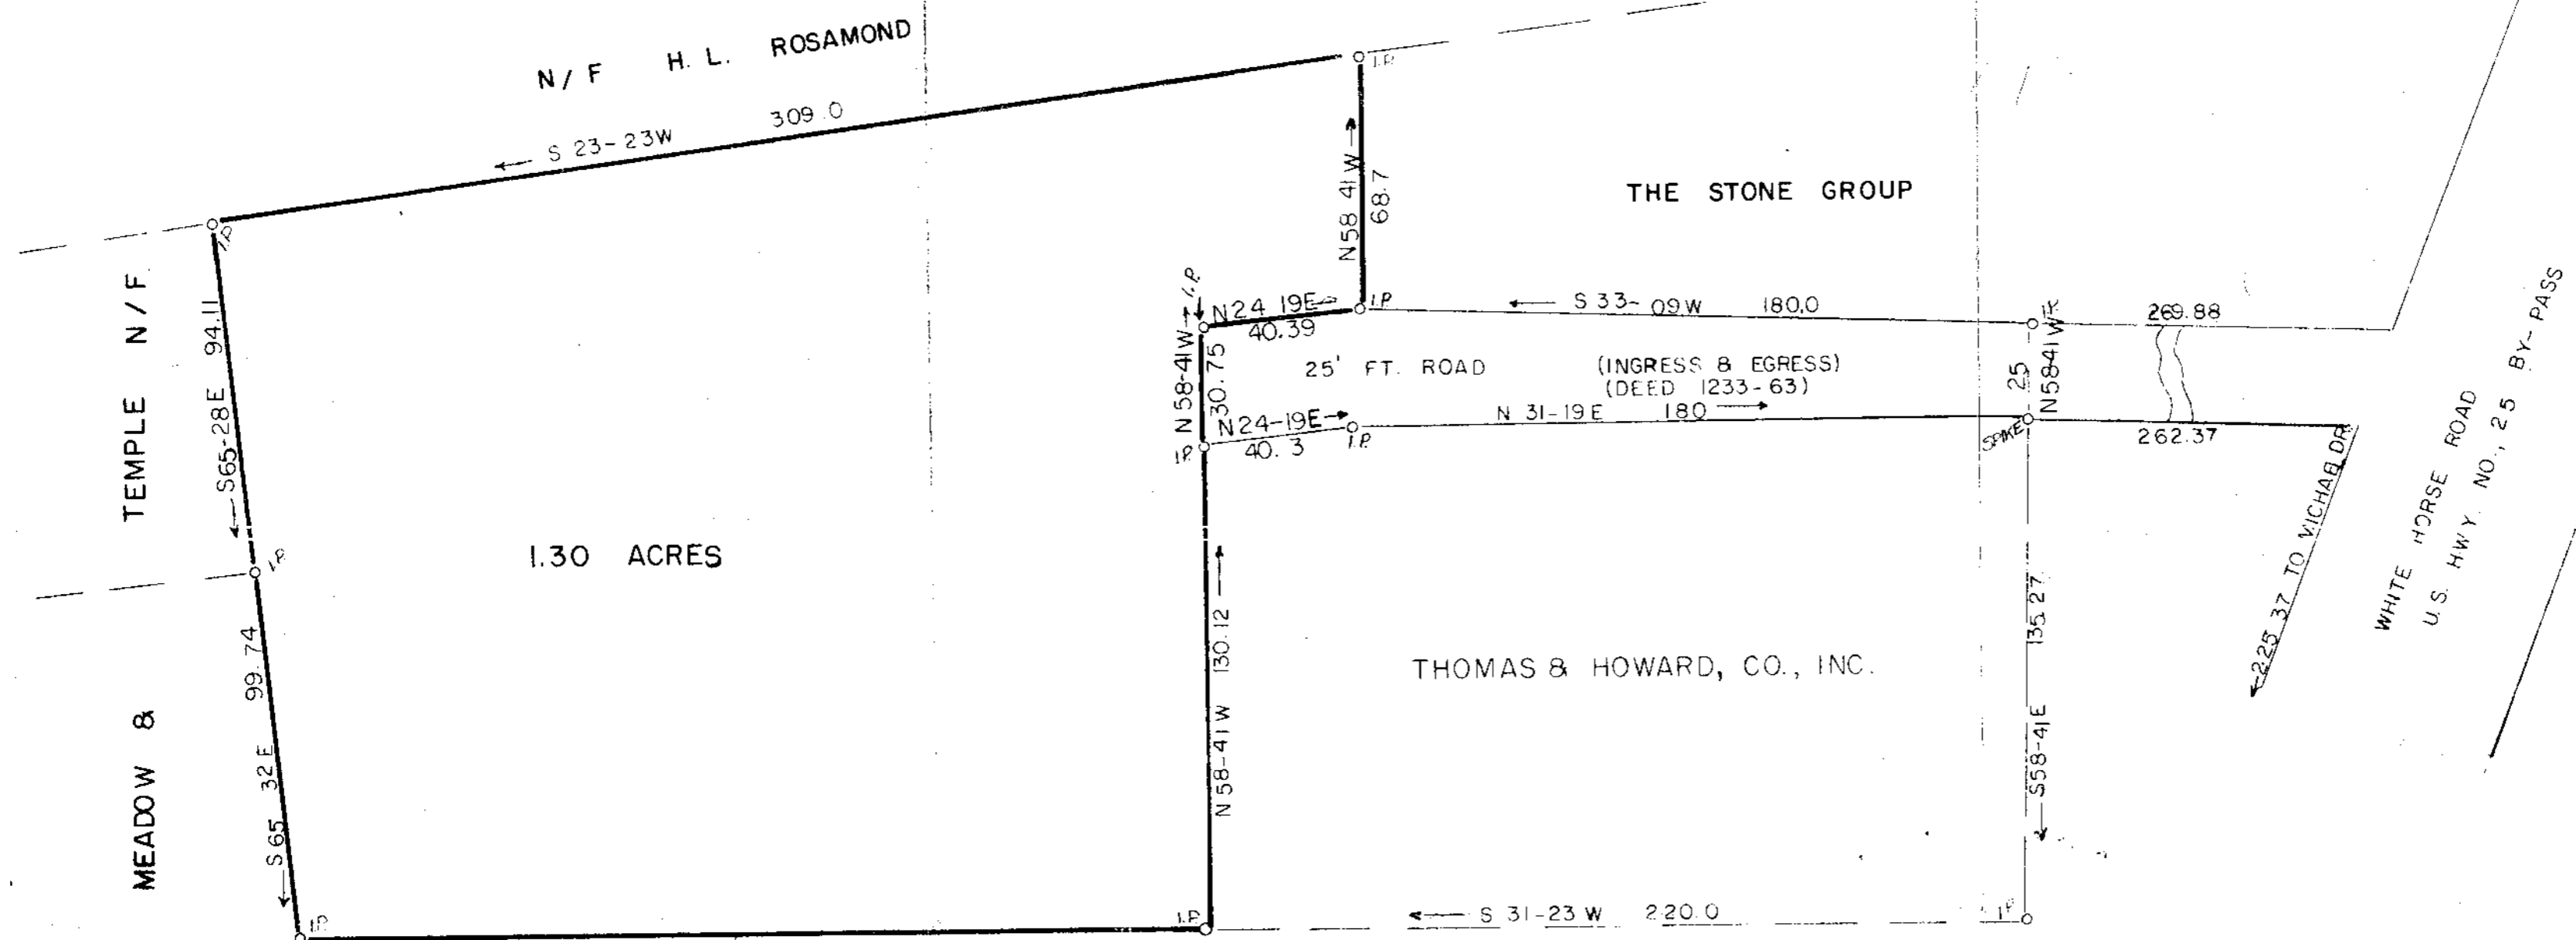 N/F H. L. ROSAMOND
S 23-23W 309.0
I.P.
I.P.
N58 41W
68.7
THE STONE GROUP
TEMPLE N/F.
S65-28E 94.11
I.P.
N24 19E
40.39
I.P.
S 33-09W 180.0
269.88
N58-41W
30.75
25' FT. ROAD
(INGRESS & EGRESS)
(DEED 1233-63)
25
N58-41W
N24-19E
40.3
I.P.
I.P.
N 31-19E 180
SPIKE
262.37
I.P.
1.30 ACRES
225.37 TO MICHAEL DR.
WHITE HORSE ROAD
U.S. HWY. NO., 25 BY-PASS
MEADOW &
S65 32E 99.74
N58-41W 130.12
THOMAS & HOWARD, CO., INC.
S58-41E 135.27
I.P.
I.P.
S 31-23 W 220.0
I.P.